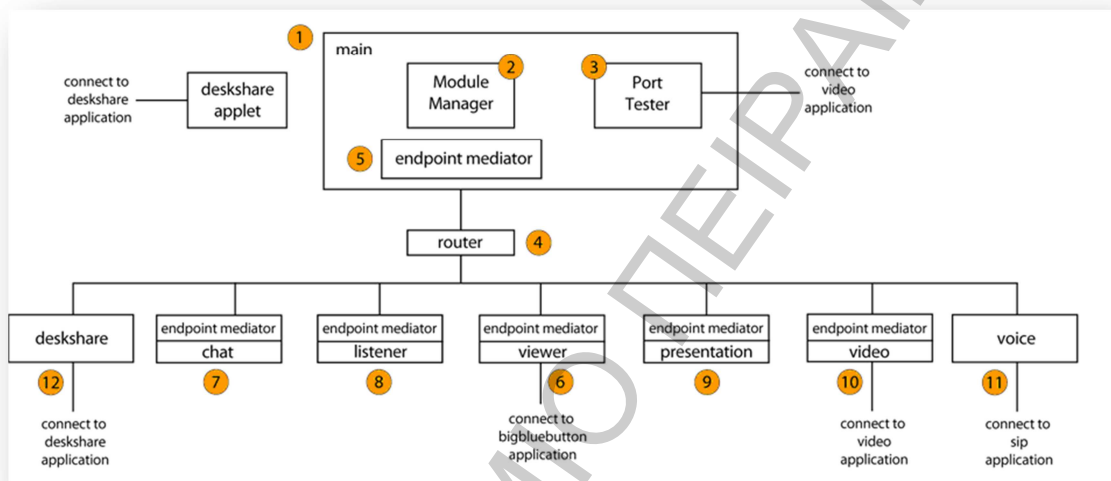 1
main
2
Module
Manager
3
Port
Tester
connect to
deskshare
application
deskshare
applet
connect to
video
application
5
endpoint mediator
router
4
deskshare
endpoint mediator
chat
endpoint mediator
listener
endpoint mediator
viewer
endpoint mediator
presentation
endpoint mediator
video
voice
12
7
8
6
9
10
11
connect to
deskshare
application
connect to
bigbluebutton
application
connect to
video
application
connect to
sip
application
ΜΙΟ ΠΕΙΡΑΙ